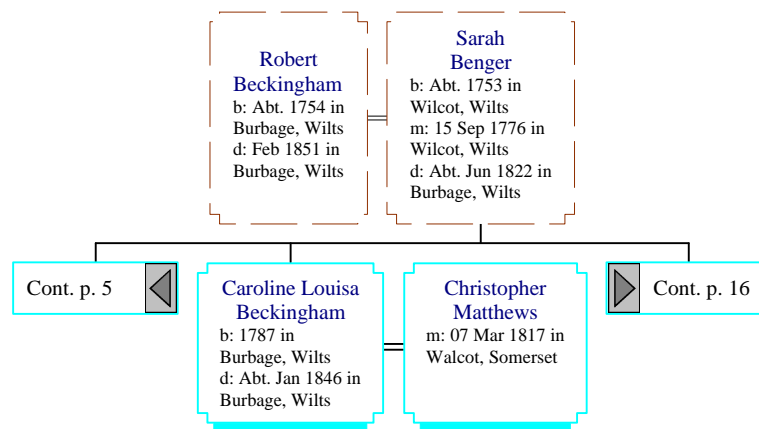 Robert
Beckingham
b: Abt. 1754 in
Burbage, Wilts
d: Feb 1851 in
Burbage, Wilts
Sarah
Benger
b: Abt. 1753 in
Wilcot, Wilts
m: 15 Sep 1776 in
Wilcot, Wilts
d: Abt. Jun 1822 in
Burbage, Wilts
Cont. p. 5
Caroline Louisa
Beckingham
b: 1787 in
Burbage, Wilts
d: Abt. Jan 1846 in
Burbage, Wilts
Christopher
Matthews
m: 07 Mar 1817 in
Walcot, Somerset
Cont. p. 16